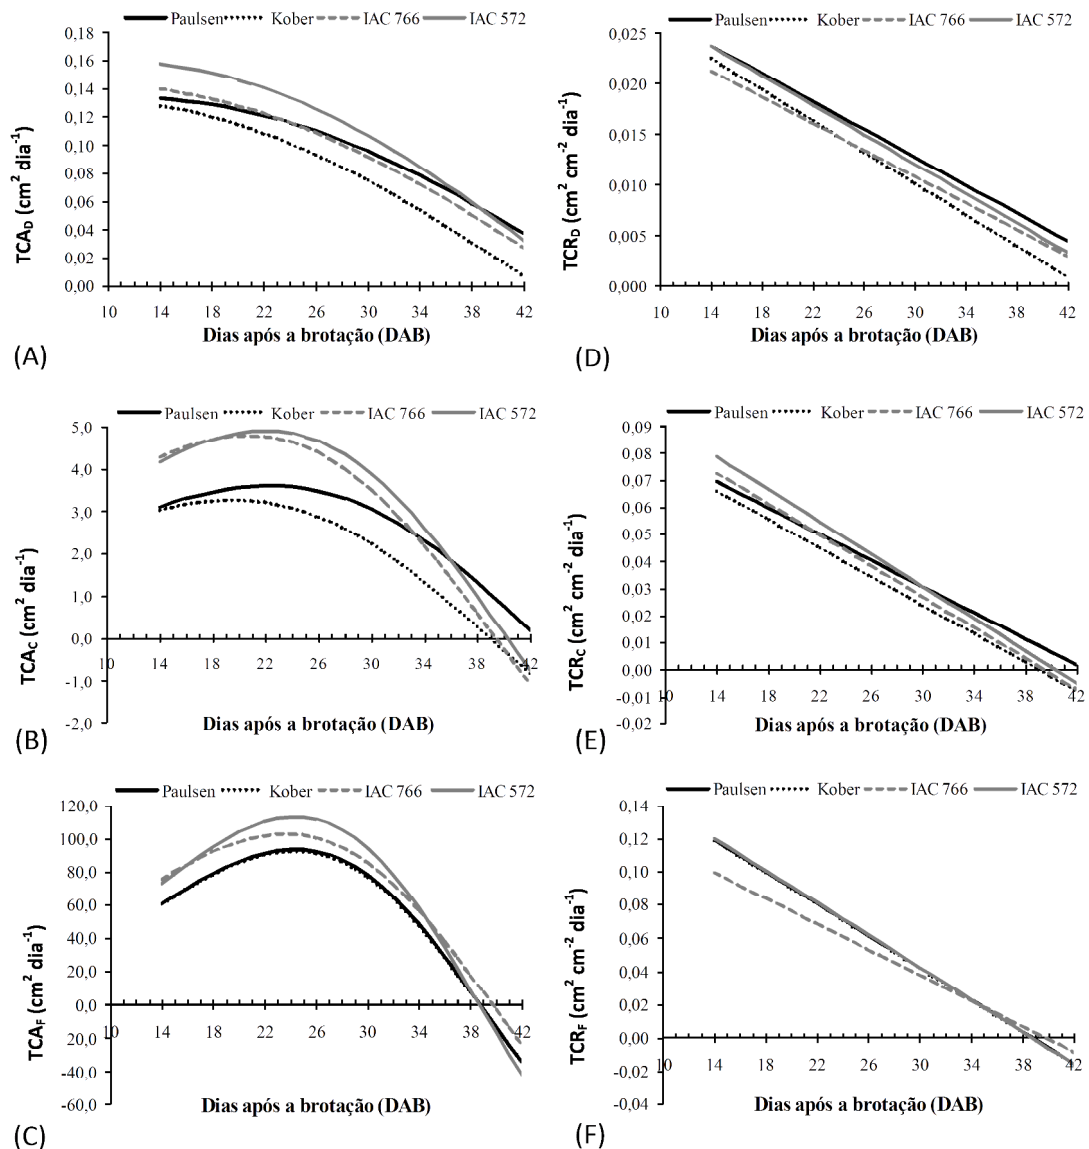 Paulsen Kober IAC 766 IAC 572
0,18
0,16
0,14
0,12
0,10
0,08
0,06
0,04
0,02
0,00
TCA_D (cm² dia⁻¹)
10 14 18 22 26 30 34 38 42
Dias após a brotação (DAB)
(A)
Paulsen Kober IAC 766 IAC 572
0,025
0,020
0,015
0,010
0,005
0,000
TCR_D (cm² cm⁻² dia⁻¹)
10 14 18 22 26 30 34 38 42
Dias após a brotação (DAB)
(D)
Paulsen Kober IAC 766 IAC 572
5,0
4,0
3,0
2,0
1,0
0,0
-1,0
-2,0
TCA_C (cm² dia⁻¹)
10 14 18 22 26 30 34 38 42
Dias após a brotação (DAB)
(B)
Paulsen Kober IAC 766 IAC 572
0,09
0,08
0,07
0,06
0,05
0,04
0,03
0,02
0,01
0,00
-0,01
-0,02
TCR_C (cm² cm⁻² dia⁻¹)
10 14 18 22 26 30 34 38 42
Dias após a brotação (DAB)
(E)
Paulsen Kober IAC 766 IAC 572
120,0
100,0
80,0
60,0
40,0
20,0
0,0
-20,0
-40,0
-60,0
TCA_F (cm² dia⁻¹)
10 14 18 22 26 30 34 38 42
Dias após a brotação (DAB)
(C)
Paulsen Kober IAC 766 IAC 572
0,14
0,12
0,10
0,08
0,06
0,04
0,02
0,00
-0,02
-0,04
TCR_F (cm² cm⁻² dia⁻¹)
10 14 18 22 26 30 34 38 42
Dias após a brotação (DAB)
(F)